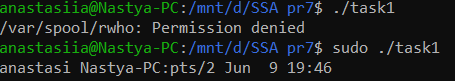 anastasiia@Nastya-PC:/mnt/d/SSA pr7$ ./task1
/var/spool/rwho: Permission denied
anastasiia@Nastya-PC:/mnt/d/SSA pr7$ sudo ./task1
anastasi Nastya-PC:pts/2 Jun  9 19:46